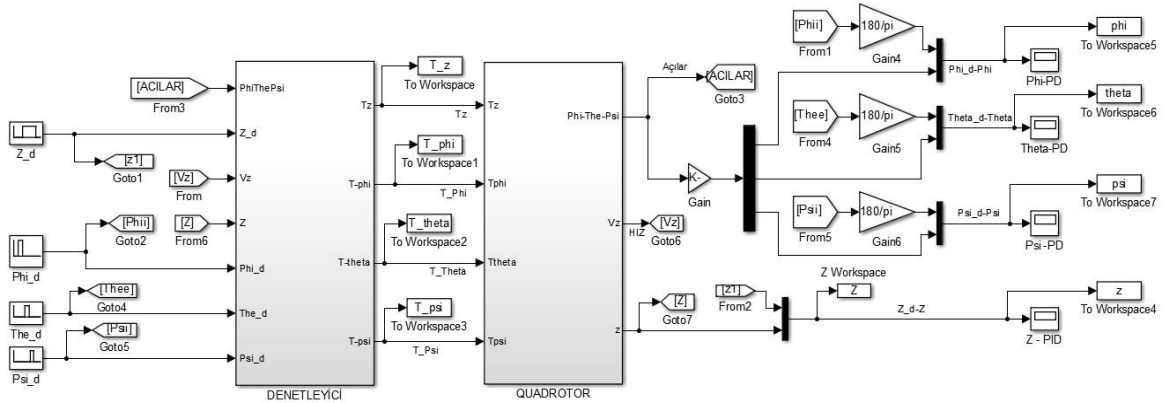 [ACILAR]
From3
Z_d
[z1]
Goto1
[Vz]
From
[Phii]
Goto2
[Z]
From6
Phi_d
[Thee]
Goto4
The_d
[Psii]
Goto5
Psi_d
PhiThePsi
Z_d
Vz
Z
Phi_d
The_d
Psi_d
Tz
T-phi
T-theta
T-psi
DENETLEYİCİ
T_z
To Workspace
Tz
T_phi
To Workspace1
T_Phi
T_theta
To Workspace2
T_Theta
T_psi
To Workspace3
T_Psi
Tz
Tphi
Ttheta
Tpsi
Phi-The-Psi
Vz
z
QUADROTOR
Açılar
[ACILAR]
Goto3
K-
Gain
[Vz]
HIZ
Goto6
[Z]
Goto7
[Phii]
From1
180/pi
Gain4
Phi_d-Phi
phi
To Workspace5
Phi-PD
[Thee]
From4
180/pi
Gain5
Theta_d-Theta
theta
To Workspace6
Theta-PD
[Psii]
From5
180/pi
Gain6
Psi_d-Psi
psi
To Workspace7
Psi -PD
[z1]
From2
Z Workspace
Z
Z_d-Z
z
To Workspace4
Z - PID